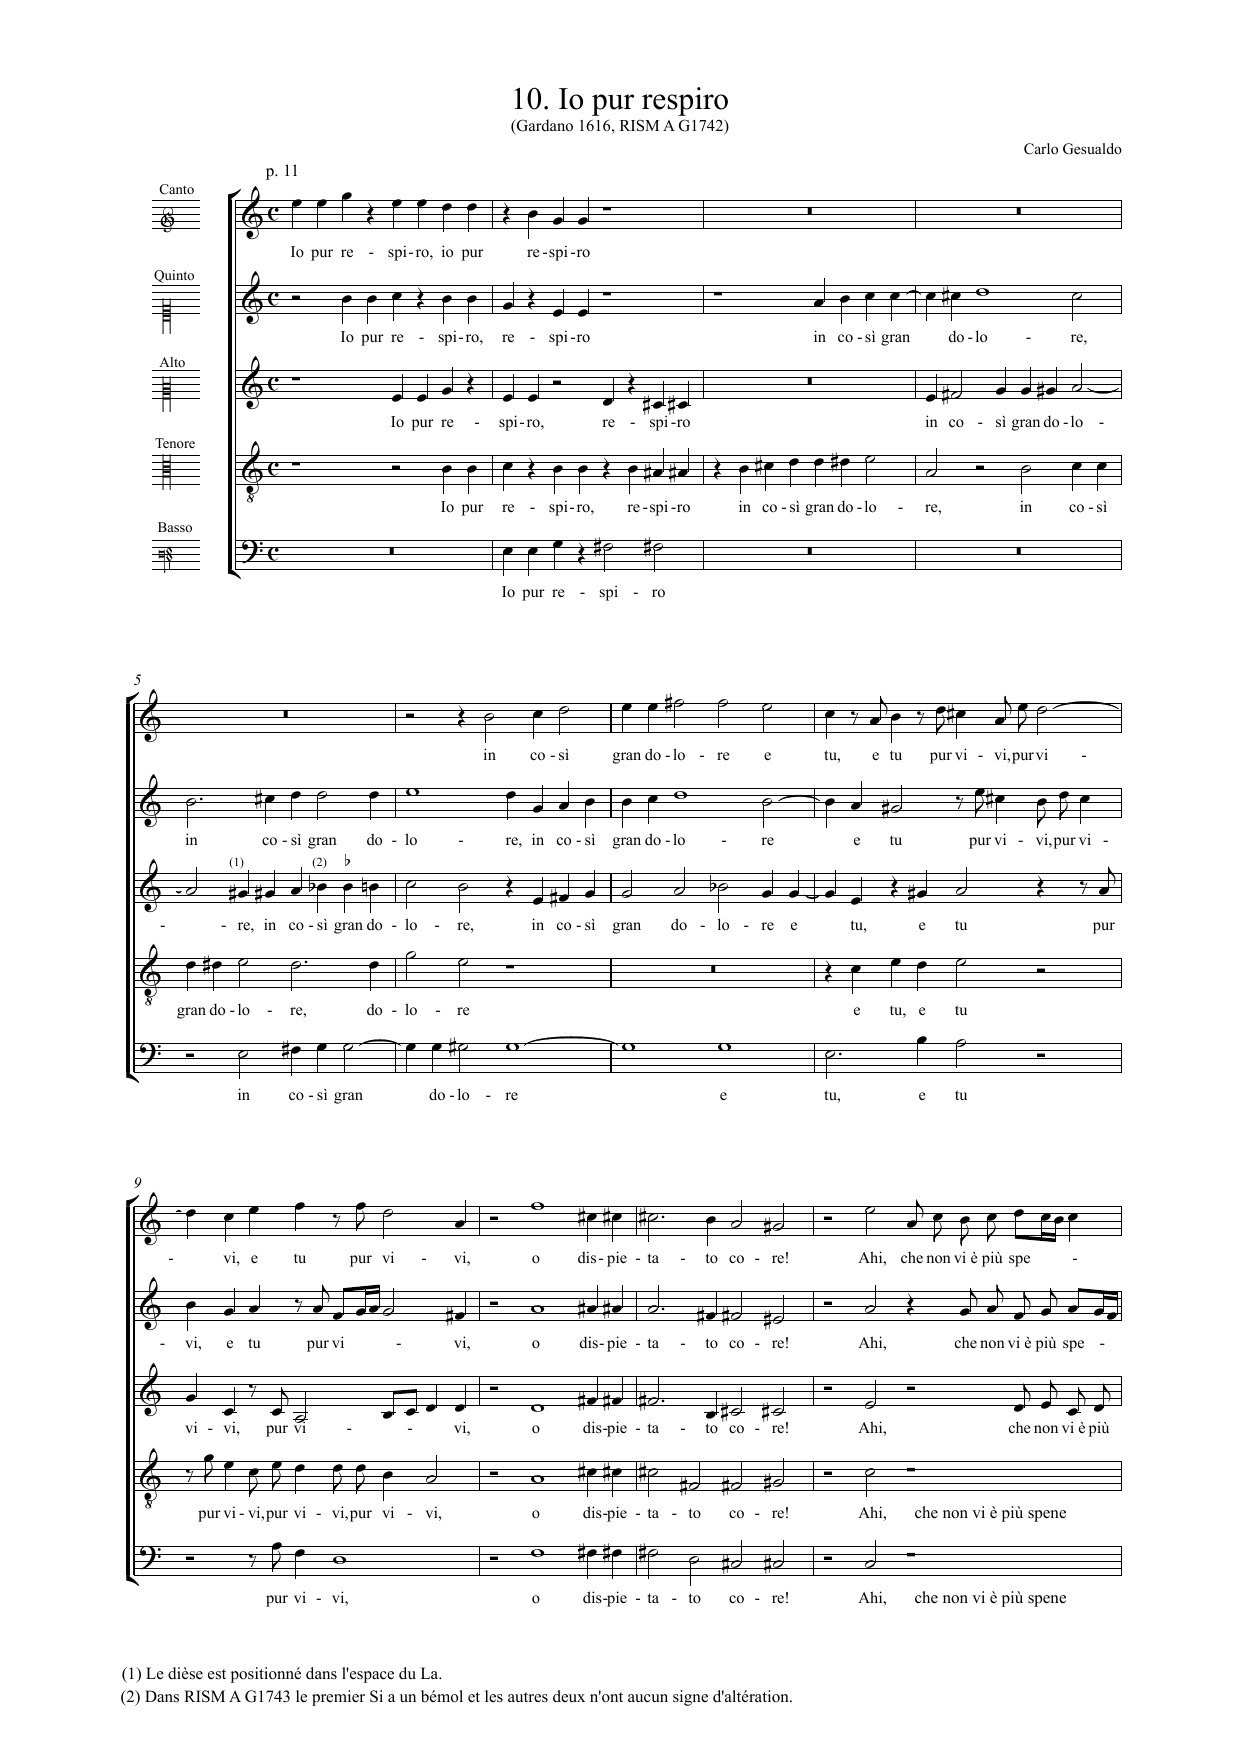 10. Io pur respiro
(Gardano 1616, RISM A G1742)
Carlo Gesualdo
p. 11
Canto
Io pur re - spi-ro, io pur re-spi-ro
Quinto
Io pur re - spi-ro, re - spi-ro in co-sì gran do-lo - re,
Alto
Io pur re - spi-ro, re - spi-ro in co - sì gran do-lo -
Tenore
8
Io pur re - spi-ro, re-spi-ro in co-sì gran do-lo - re, in co-sì
Basso
Io pur re - spi - ro
5
in co-sì gran do-lo - re e tu, e tu pur vi - vi, pur vi -
in co-sì gran do - lo - re, in co-sì gran do-lo - re e tu pur vi - vi, pur vi -
(1) (2)
- - re, in co-sì gran do - lo - re, in co-sì gran do - lo - re e tu, e tu pur
8
gran do-lo - re, do - lo - re e tu, e tu
in co-sì gran do-lo - re e tu, e tu
9
- vi, e tu pur vi - vi, o dis-pie-ta - to co - re! Ahi, che non vi è più spe - -
- vi, e tu pur vi - vi, o dis-pie-ta - to co - re! Ahi, che non vi è più spe -
vi - vi, pur vi - - vi, o dis-pie-ta - to co - re! Ahi, che non vi è più
8
pur vi-vi, pur vi - vi, pur vi - vi, o dis-pie-ta - to co - re! Ahi, che non vi è più spene
pur vi - vi, o dis-pie-ta - to co - re! Ahi, che non vi è più spene
(1) Le dièse est positionné dans l'espace du La.
(2) Dans RISM A G1743 le premier Si a un bémol et les autres deux n'ont aucun signe d'altération.